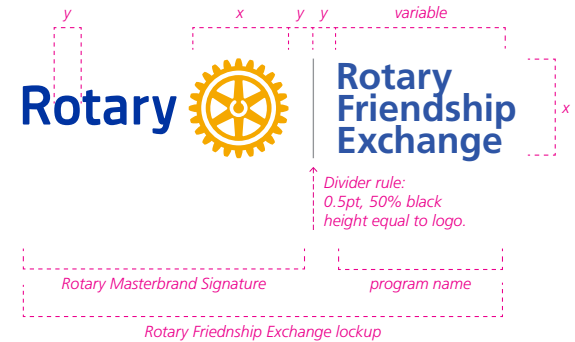 y x y y variable
Rotary
Rotary
Friendship
Exchange
x
Divider rule:
0.5pt, 50% black
height equal to logo.
Rotary Masterbrand Signature program name
Rotary Friednship Exchange lockup